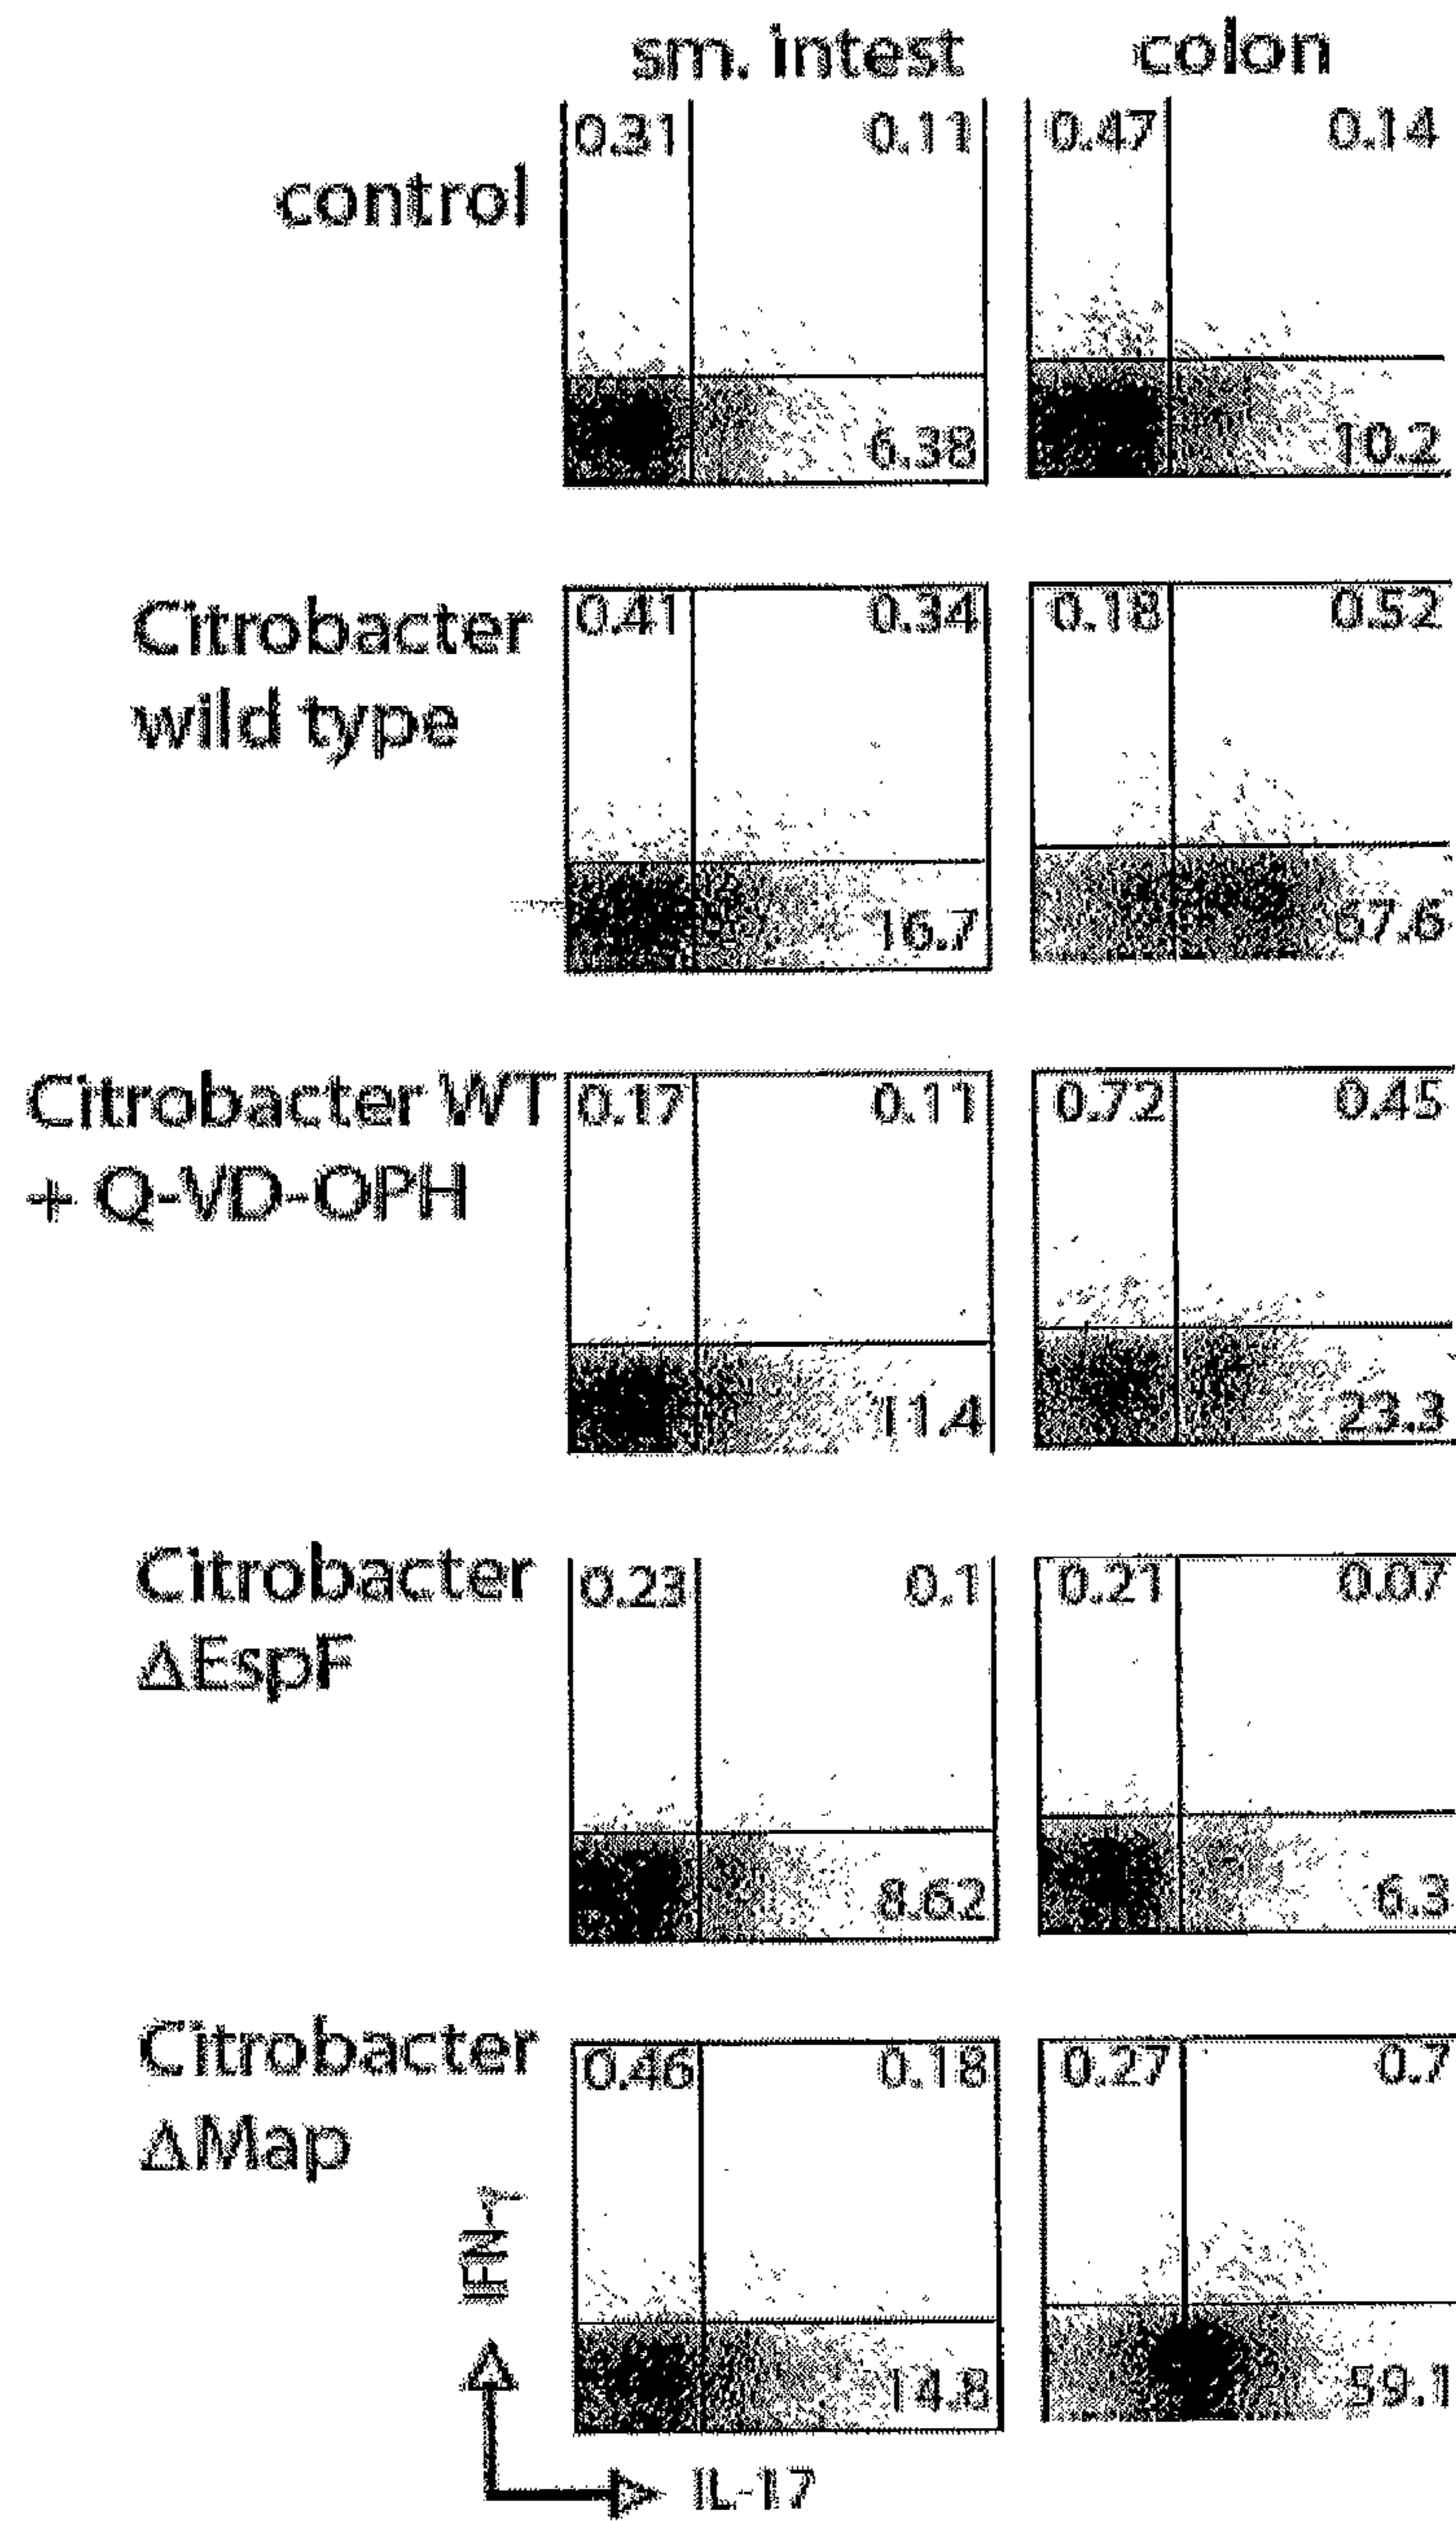 sm. intest colon
0.31 0.11 0.47 0.14
control
6.38 10.2
Citrobacter
wild type
0.41 0.34 0.18 0.52
16.7 67.6
Citrobacter WT
+ Q-VD-OPH
0.17 0.11 0.72 0.45
11.4 23.3
Citrobacter
ΔEspF
0.23 0.1 0.21 0.07
8.62 6.3
Citrobacter
ΔMap
0.46 0.18 0.27 0.7
14.8 59.1
IFN-γ
IL-17